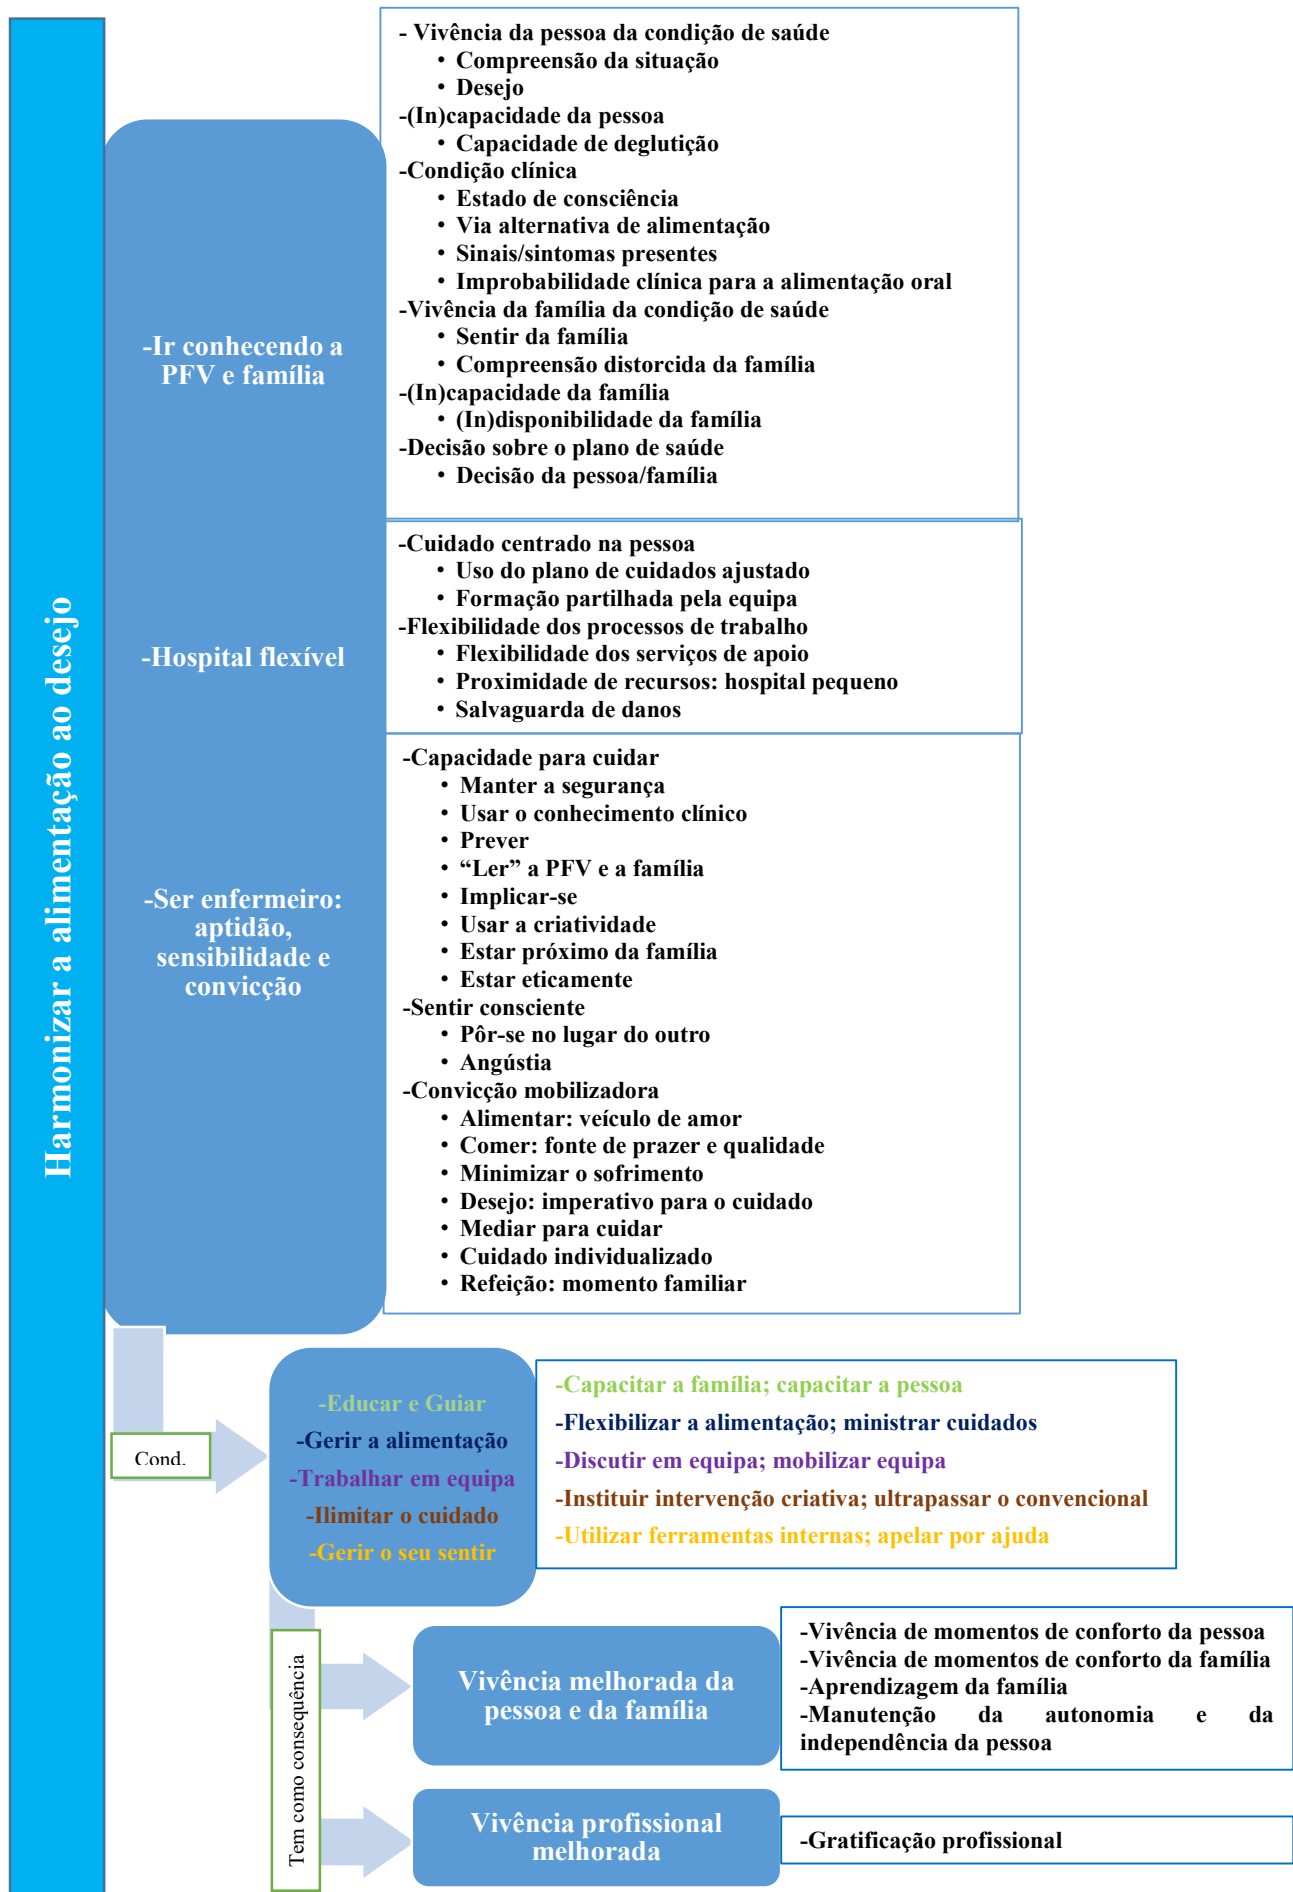 Harmonizar a alimentação ao desejo
-Ir conhecendo a
PFV e família
- Vivência da pessoa da condição de saúde
• Compreensão da situação
• Desejo
-(In)capacidade da pessoa
• Capacidade de deglutição
-Condição clínica
• Estado de consciência
• Via alternativa de alimentação
• Sinais/sintomas presentes
• Improbabilidade clínica para a alimentação oral
-Vivência da família da condição de saúde
• Sentir da família
• Compreensão distorcida da família
-(In)capacidade da família
• (In)disponibilidade da família
-Decisão sobre o plano de saúde
• Decisão da pessoa/família
-Hospital flexível
-Cuidado centrado na pessoa
• Uso do plano de cuidados ajustado
• Formação partilhada pela equipa
-Flexibilidade dos processos de trabalho
• Flexibilidade dos serviços de apoio
• Proximidade de recursos: hospital pequeno
• Salvaguarda de danos
-Ser enfermeiro:
aptidão,
sensibilidade e
convicção
-Capacidade para cuidar
• Manter a segurança
• Usar o conhecimento clínico
• Prever
• “Ler” a PFV e a família
• Implicar-se
• Usar a criatividade
• Estar próximo da família
• Estar eticamente
-Sentir consciente
• Pôr-se no lugar do outro
• Angústia
-Convicção mobilizadora
• Alimentar: veículo de amor
• Comer: fonte de prazer e qualidade
• Minimizar o sofrimento
• Desejo: imperativo para o cuidado
• Mediar para cuidar
• Cuidado individualizado
• Refeição: momento familiar
Cond.
-Educar e Guiar
-Gerir a alimentação
-Trabalhar em equipa
-Ilimitar o cuidado
-Gerir o seu sentir
-Capacitar a família; capacitar a pessoa
-Flexibilizar a alimentação; ministrar cuidados
-Discutir em equipa; mobilizar equipa
-Instituir intervenção criativa; ultrapassar o convencional
-Utilizar ferramentas internas; apelar por ajuda
Tem como consequência
Vivência melhorada da
pessoa e da família
-Vivência de momentos de conforto da pessoa
-Vivência de momentos de conforto da família
-Aprendizagem da família
-Manutenção da autonomia e da
independência da pessoa
Vivência profissional
melhorada
-Gratificação profissional